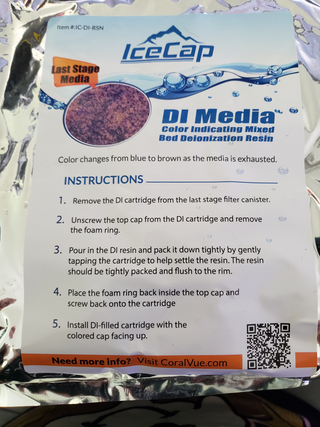 Item #:IC-DI-RSN
IceCap
Last Stage
Media
DI Media
Color Indicating Mixed
Bed Deionization Resin
Color changes from blue to brown as the media is exhausted.
INSTRUCTIONS
1. Remove the DI cartridge from the last stage filter canister.
2. Unscrew the top cap from the DI cartridge and remove
the foam ring.
3. Pour in the DI resin and pack it down tightly by gently
tapping the cartridge to help settle the resin. The resin
should be tightly packed and flush to the rim.
4. Place the foam ring back inside the top cap and
screw back onto the cartridge
5. Install DI-filled cartridge with the
colored cap facing up.
Need more info? Visit CoralVue.com